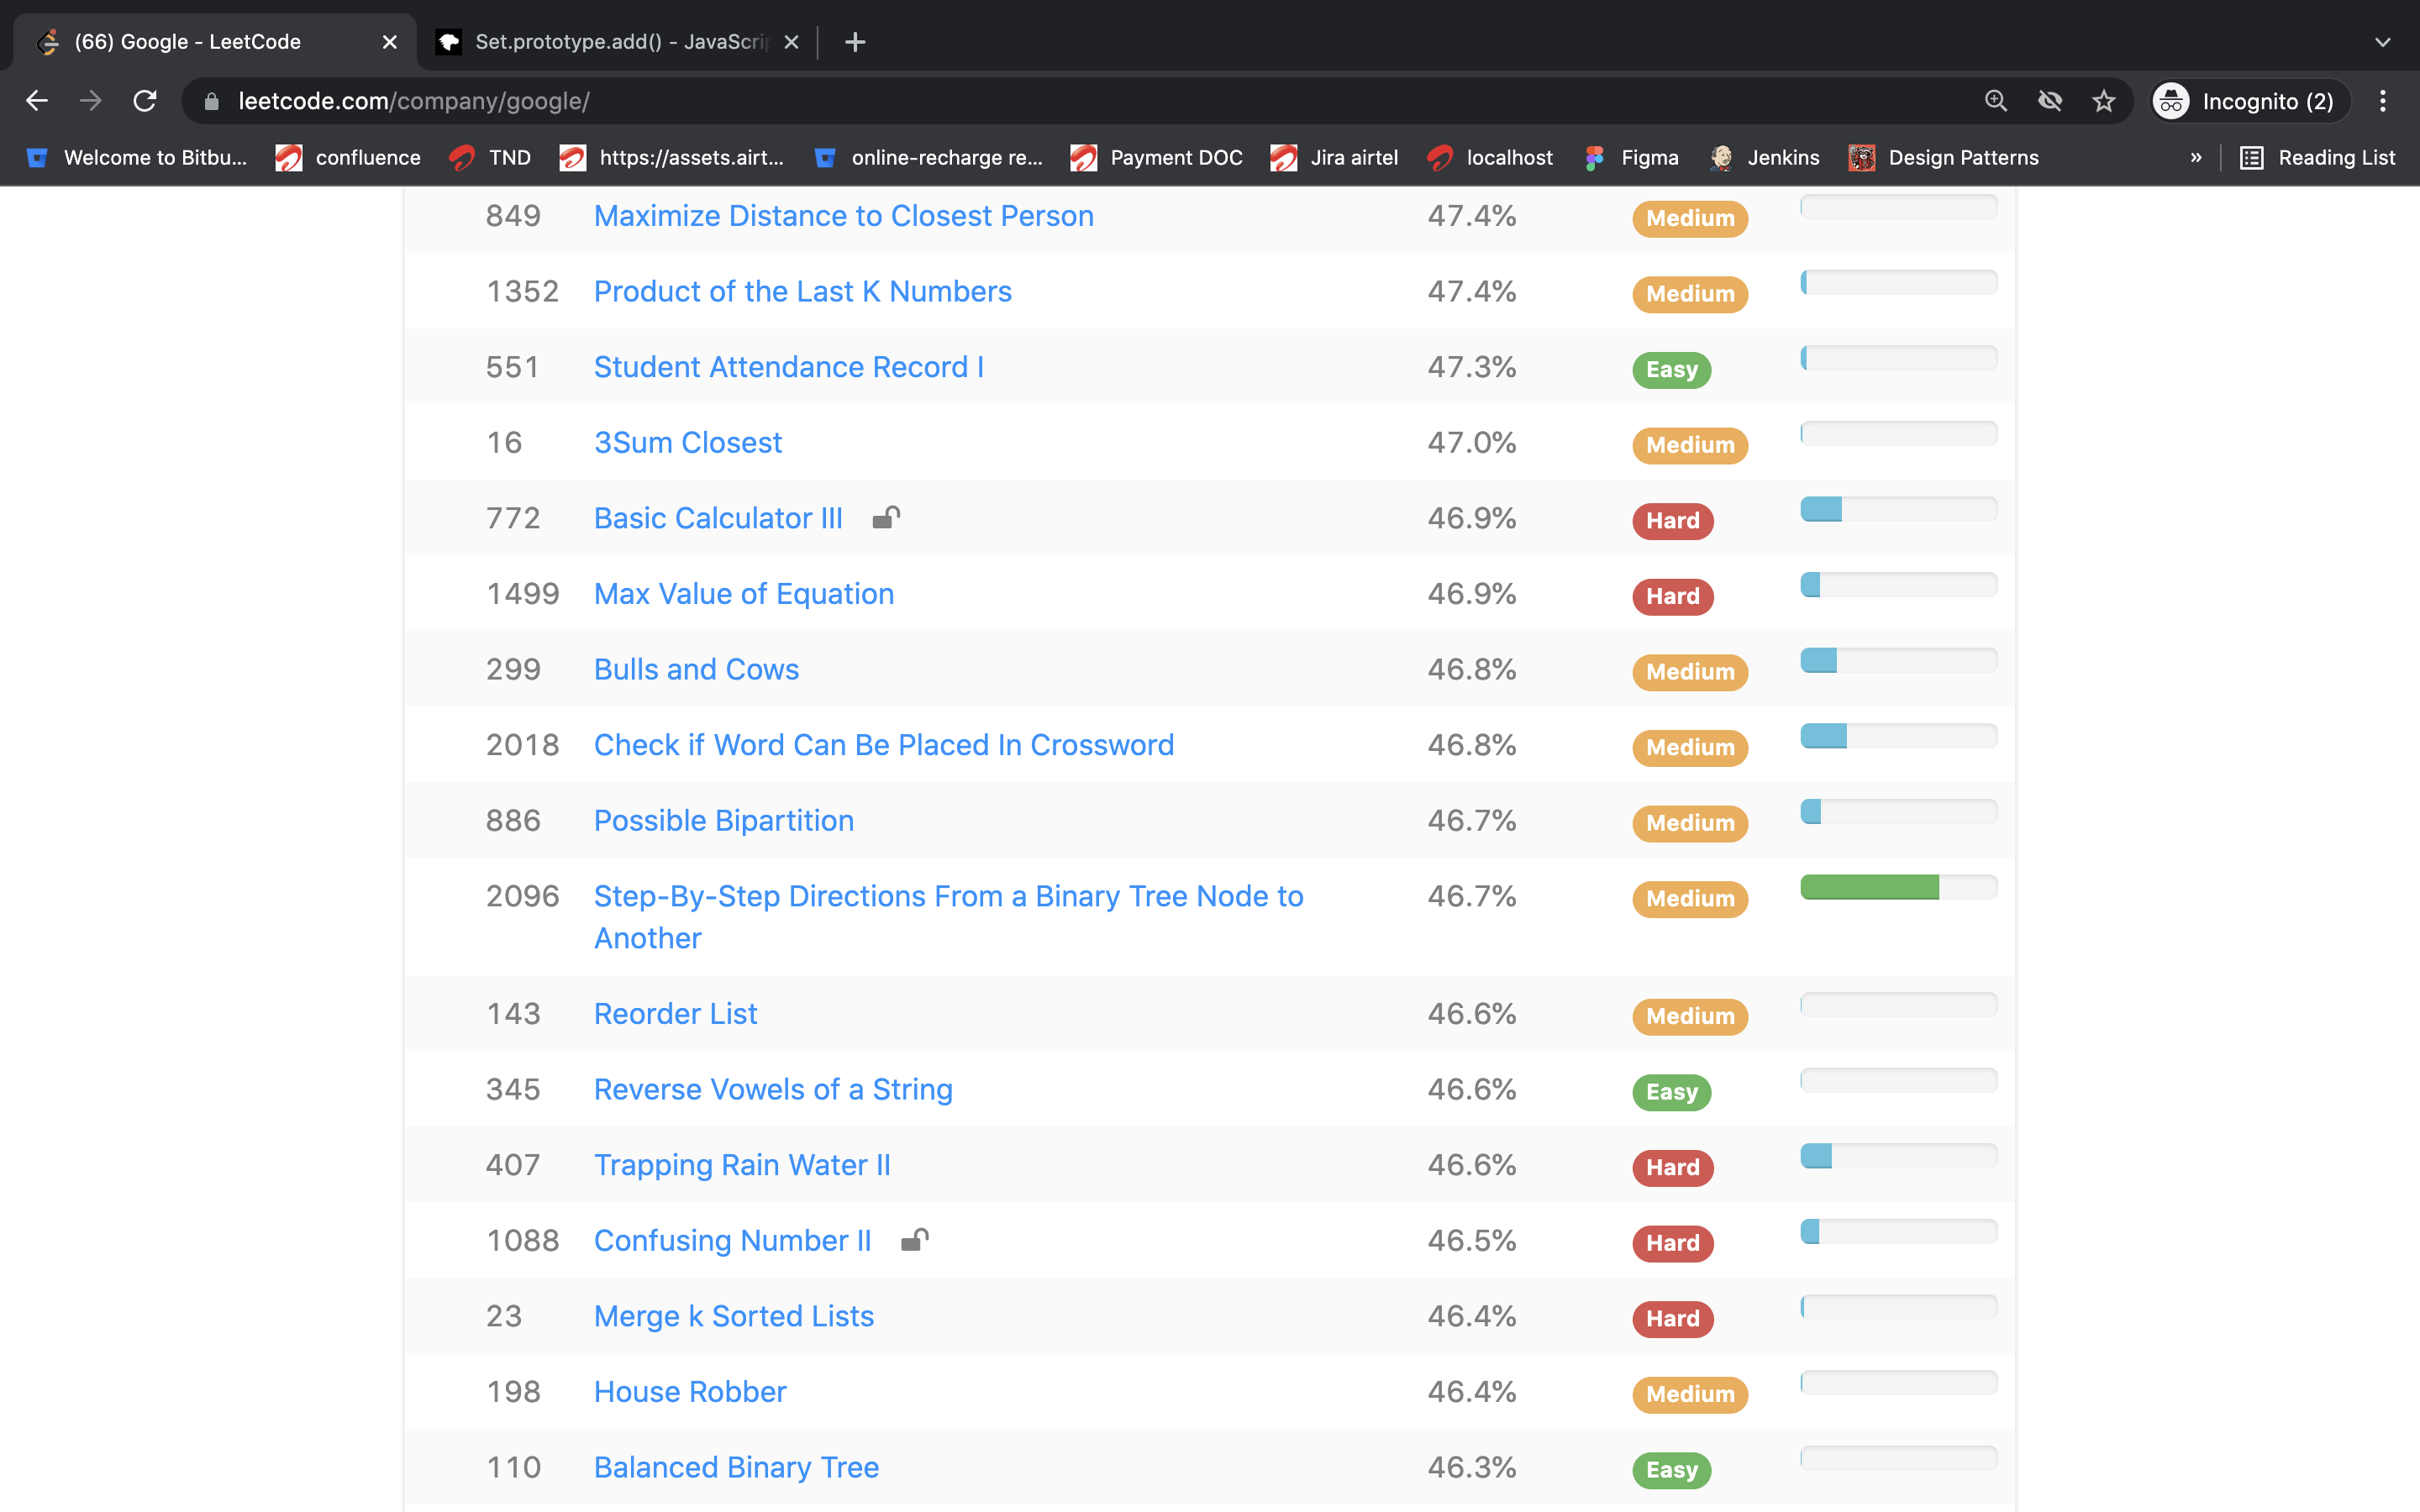 (66) Google - LeetCode
Set.prototype.add() - JavaScri
leetcode.com/company/google/
Incognito (2)
Welcome to Bitbu... confluence TND https://assets.airt... online-recharge re... Payment DOC Jira airtel localhost Figma Jenkins Design Patterns » Reading List
849 Maximize Distance to Closest Person 47.4% Medium
1352 Product of the Last K Numbers 47.4% Medium
551 Student Attendance Record I 47.3% Easy
16 3Sum Closest 47.0% Medium
772 Basic Calculator III 46.9% Hard
1499 Max Value of Equation 46.9% Hard
299 Bulls and Cows 46.8% Medium
2018 Check if Word Can Be Placed In Crossword 46.8% Medium
886 Possible Bipartition 46.7% Medium
2096 Step-By-Step Directions From a Binary Tree Node to 46.7% Medium
Another
143 Reorder List 46.6% Medium
345 Reverse Vowels of a String 46.6% Easy
407 Trapping Rain Water II 46.6% Hard
1088 Confusing Number II 46.5% Hard
23 Merge k Sorted Lists 46.4% Hard
198 House Robber 46.4% Medium
110 Balanced Binary Tree 46.3% Easy